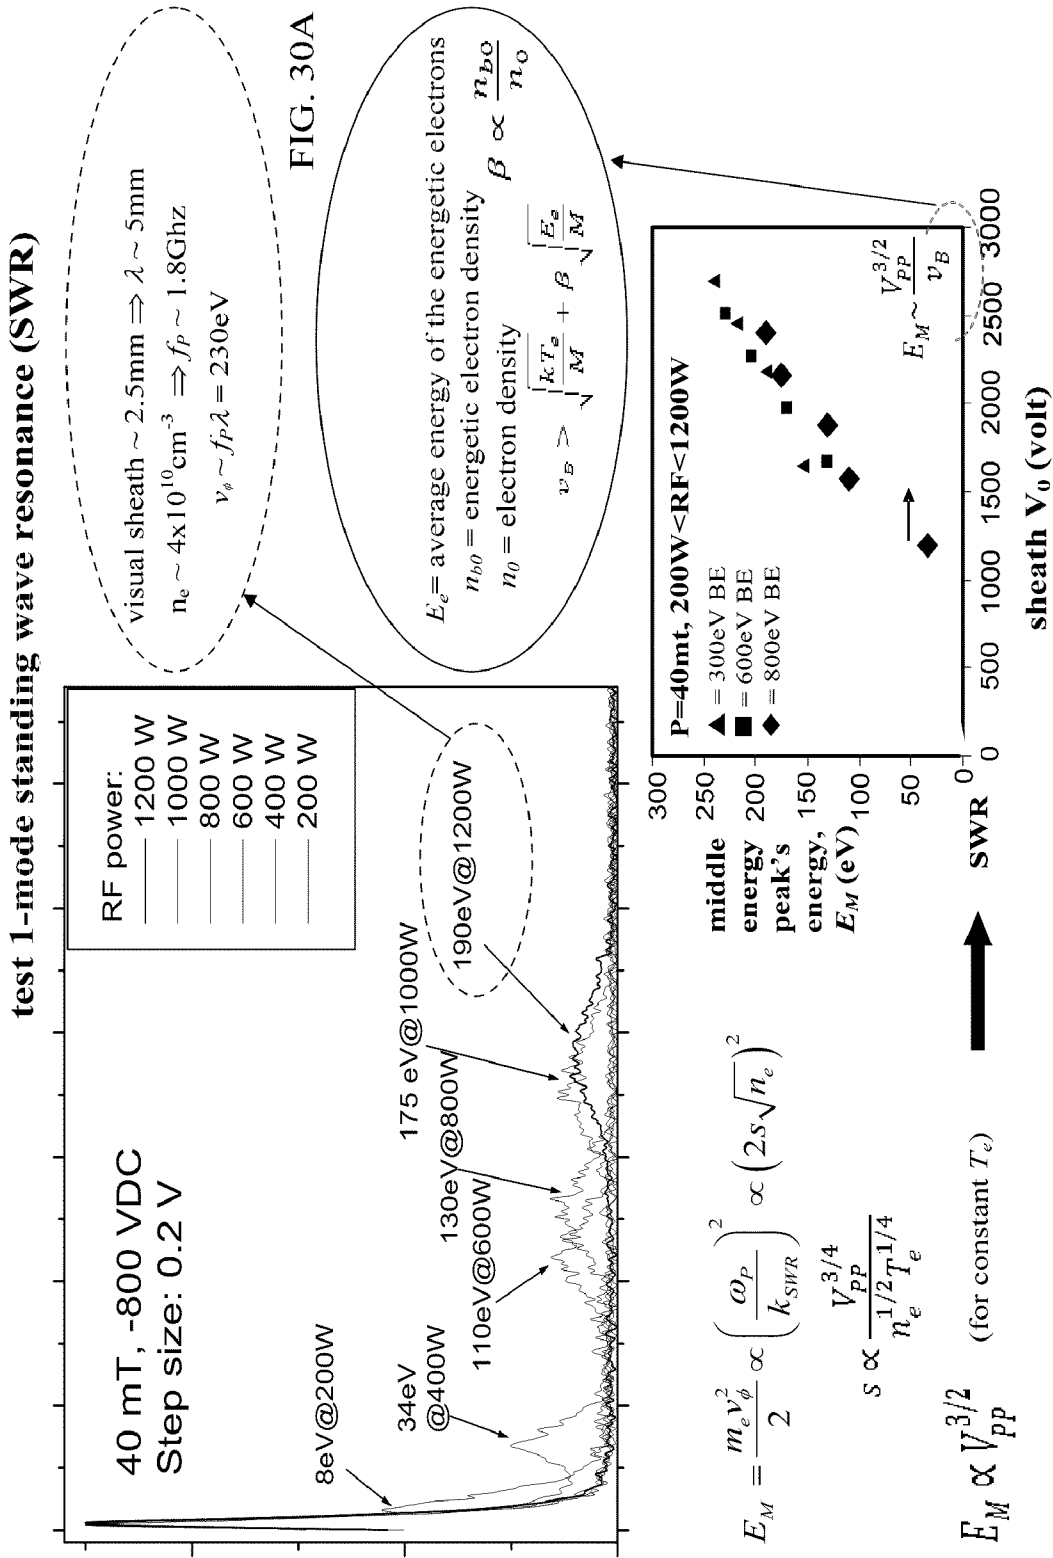 test 1-mode standing wave resonance (SWR)
40 mT, -800 VDC
Step size: 0.2 V
RF power:
1200 W
1000 W
800 W
600 W
400 W
200 W
8eV@200W
34eV
@400W
110eV@600W
130eV@800W
175 eV@1000W
190eV@1200W
visual sheath ~ 2.5mm ⇒ λ ~ 5mm
n_e ~ 4x10^10 cm^-3 ⇒ f_P ~ 1.8Ghz
v_ϕ ~ f_P λ = 230eV
FIG. 30A
E_e = average energy of the energetic electrons
n_b0 = energetic electron density
n_0 = electron density
β ∝ n_bo / n_o
v_B > √(kT_e / M) + β √(E_e / M)
E_M = m_e v_ϕ^2 / 2 ∝ (ω_P / k_SWR)^2 ∝ (2s√n_e)^2
s ∝ V_PP^3/4 / n_e^1/2 T_e^1/4
E_M ∝ V_PP^3/2 (for constant T_e)
SWR
middle
energy
peak's
energy,
E_M (eV)
300
250
200
150
100
50
0
P=40mt, 200W<RF<1200W
▲ = 300eV BE
■ = 600eV BE
◆ = 800eV BE
E_M ~ V_PP^3/2 / v_B
0 500 1000 1500 2000 2500 3000
sheath V_0 (volt)